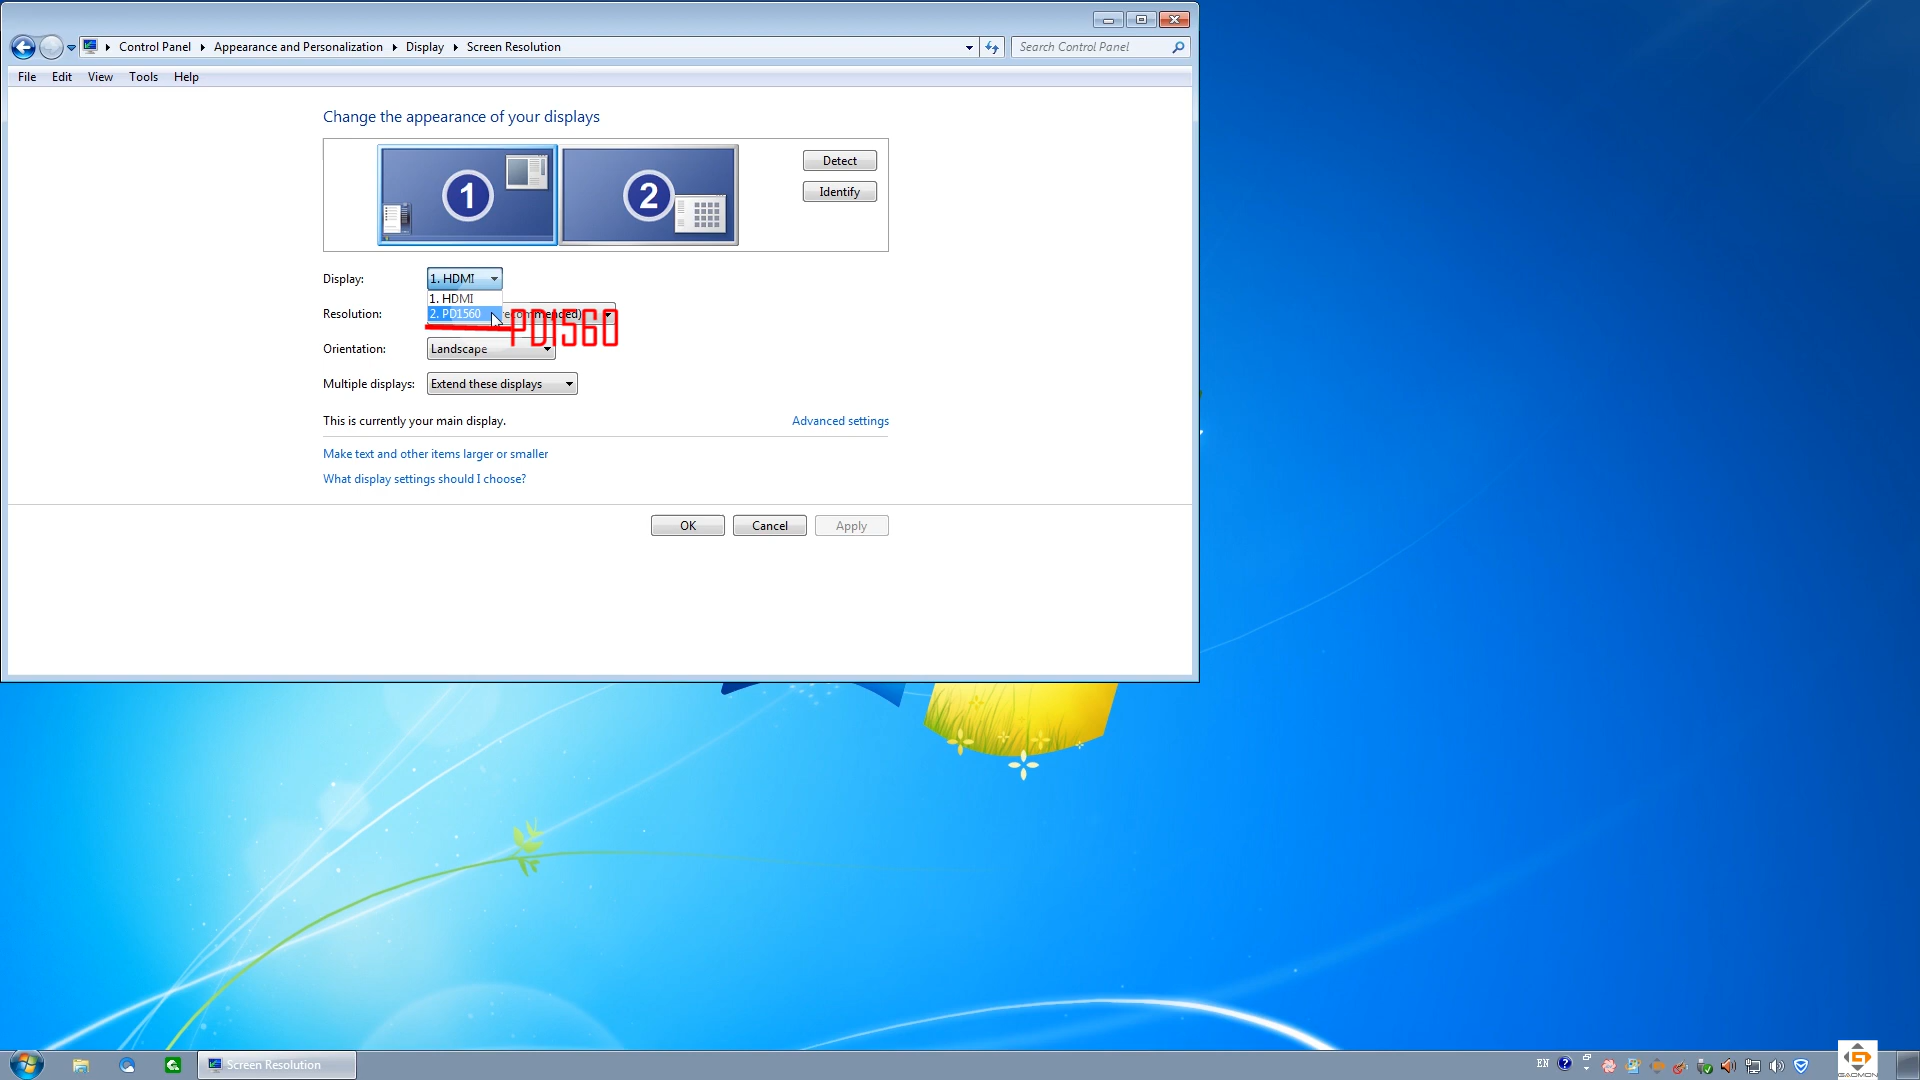 Control Panel Appearance and Personalization Display Screen Resolution
Search Control Panel
File Edit View Tools Help
Change the appearance of your displays
1
2
Detect
Identify
Display: 1. HDMI
1. HDMI
2. PD1560
Resolution: recommended)
PD1560
Orientation: Landscape
Multiple displays: Extend these displays
This is currently your main display. Advanced settings
Make text and other items larger or smaller
What display settings should I choose?
OK Cancel Apply
Screen Resolution
EN
GAOMON